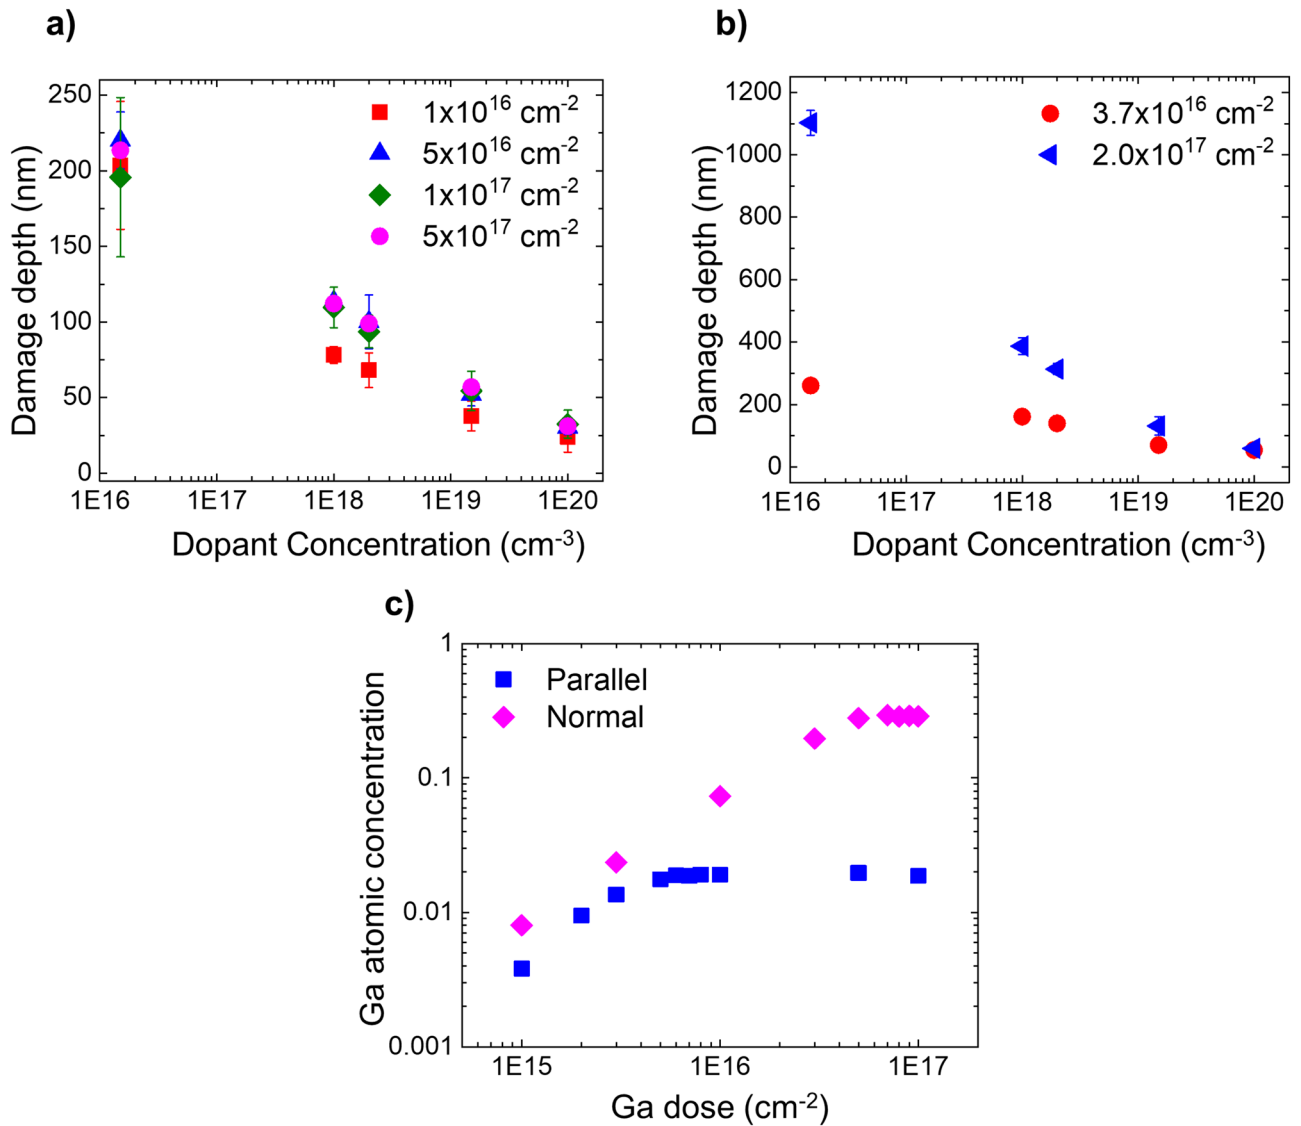 a)
250
200
150
100
50
0
Damage depth (nm)
1x10^16 cm^-2
5x10^16 cm^-2
1x10^17 cm^-2
5x10^17 cm^-2
1E16 1E17 1E18 1E19 1E20
Dopant Concentration (cm^-3)
b)
1200
1000
800
600
400
200
0
Damage depth (nm)
3.7x10^16 cm^-2
2.0x10^17 cm^-2
1E16 1E17 1E18 1E19 1E20
Dopant Concentration (cm^-3)
c)
1
0.1
0.01
0.001
Ga atomic concentration
Parallel
Normal
1E15 1E16 1E17
Ga dose (cm^-2)